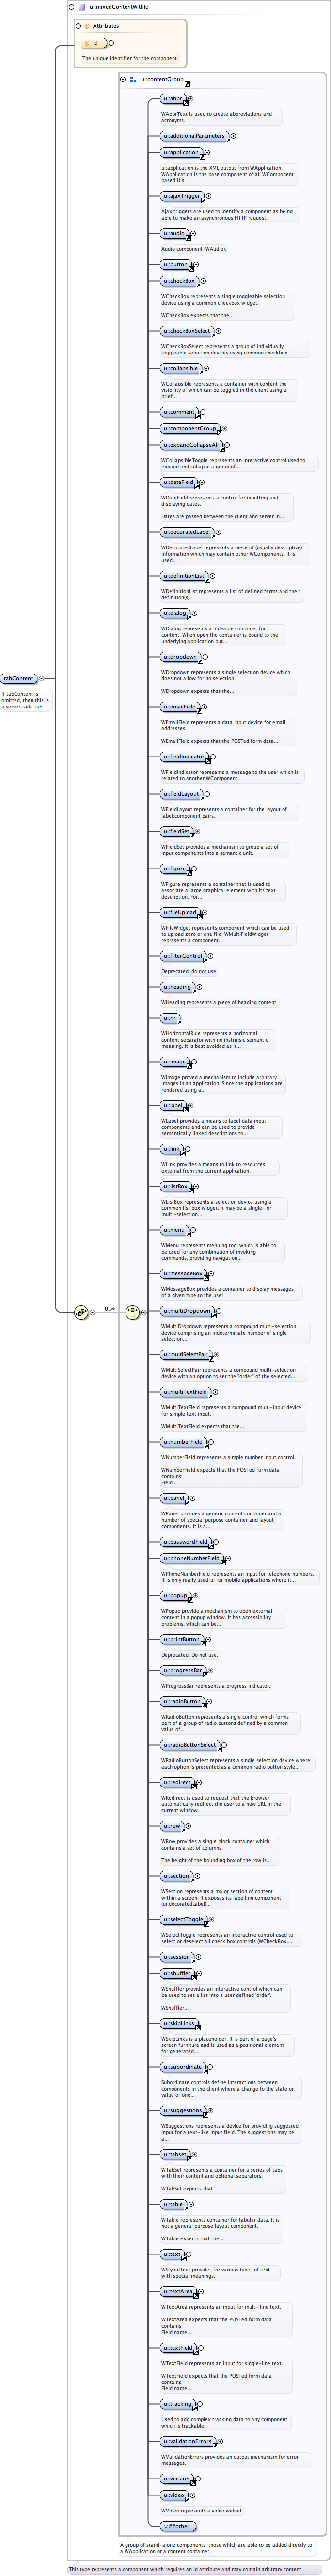 ui:mixedContentWithId
Attributes
id
The unique identifier for the component.
ui:contentGroup
ui:abbr
WAbbrText is used to create abbreviations and
acronyms.
ui:additionalParameters
ui:application
ui:application is the XML output from WApplication.
WApplication is the base component of all WComponent
based UIs.
ui:ajaxTrigger
Ajax triggers are used to identify a component as being
able to make an asynchronous HTTP request.
ui:audio
Audio component (WAudio).
ui:button
ui:checkBox
WCheckBox represents a single toggleable selection
device using a common checkbox widget.
WCheckBox expects that the...
ui:checkBoxSelect
WCheckBoxSelect represents a group of individually
toggleable selection devices using common checkbox...
ui:collapsible
WCollapsible represents a container with content the
visibility of which can be toggled in the client using a
brief...
ui:comment
ui:componentGroup
ui:expandCollapseAll
WCollapsibleToggle represents an interactive control used to
expand and collapse a group of...
ui:dateField
WDateField represents a control for inputing and
displaying dates.
Dates are passed between the client and server in...
ui:decoratedLabel
WDecoratedLabel represents a piece of (usually descriptive)
information which may contain other WComponents. It is
used...
ui:definitionList
WDefinitionList represents a list of defined terms and their
definition(s).
ui:dialog
WDialog represents a hideable container for
content. When open the container is bound to the
underlying application but...
ui:dropdown
WDropdown represents a single selection device which
does not allow for no selection.
WDropdown expects that the...
tabContent
If tabContent is
omitted, then this is
a server-side tab.
ui:emailField
WEmailField represents a data input device for email
addresses.
WEmailField expects that the POSTed form data...
ui:fieldIndicator
WFieldIndicator represents a message to the user which is
related to another WComponent.
ui:fieldLayout
WFieldLayout represents a container for the layout of
label:component pairs.
ui:fieldSet
WFieldSet provides a mechanism to group a set of
input components into a semantic unit.
ui:figure
WFigure represents a container that is used to
associate a large graphical element with its text
description. For...
ui:fileUpload
WFileWidget represents component which can be used
to upload zero or one file; WMultiFileWidget
represents a component...
ui:filterControl
Deprecated: do not use
ui:heading
WHeading represents a piece of heading content.
ui:hr
WHorizontalRule represents a horizontal
content separator with no instrinsic semantic
meaning. It is best avoided as it...
ui:image
WImage proved a mechanism to include arbitrary
images in an application. Since the applications are
rendered using a...
ui:label
WLabel provides a means to label data input
components and can be used to provide
semantically linked descriptions to...
ui:link
WLink provides a means to link to resources
external from the current application.
ui:listBox
WListBox represents a selection device using a
common list box widget. It may be a single- or
multi-selection...
ui:menu
WMenu represents menuing tool which is able to
be used for any combination of invoking
commands, providing navigation...
ui:messageBox
WMessageBox provides a container to display messages
of a given type to the user.
0..∞
ui:multiDropdown
WMultiDropdown represents a compound multi-selection
device comprising an indeterminate number of single
selection...
ui:multiSelectPair
WMultiSelectPair represents a compound multi-selection
device with an option to set the "order" of the selected...
ui:multiTextField
WMultiTextField represents a compound multi-input device
for simple text input.
WMultiTextField expects that the...
ui:numberField
WNumberField represents a simple number input control.
WNumberField expects that the POSTed form data
contains:
Field...
ui:panel
WPanel provides a generic content container and a
number of special purpose container and layout
components. It is a...
ui:passwordField
ui:phoneNumberField
WPhoneNumberField represents an input for telephone numbers.
It is only really usedful for mobile applications where it...
ui:popup
WPopup provide a mechanism to open external
content in a popup window. It has accessibility
problems, which can be...
ui:printButton
Deprecated. Do not use.
ui:progressBar
WProgressBar represents a progress indicator.
ui:radioButton
WRadioButton represents a single control which forms
part of a group of radio buttons defined by a common
value of...
ui:radioButtonSelect
WRadioButtonSelect represents a single selection device where
each option is presented as a common radio button style...
ui:redirect
WRedirect is used to request that the browser
automatically redirect the user to a new URL in the
current window.
ui:row
WRow provides a single block container which
contains a set of columns.
The height of the bounding box of the row is...
ui:section
WSection represents a major section of content
within a screen. It exposes its labelling component
(ui:decoratedLabel)...
ui:selectToggle
WSelectToggle represents an interactive control used to
select or deselect all check box controls (WCheckBox,...
ui:session
ui:shuffler
WShuffler provides an interactive control which can
be used to set a list into a user defined 'order'.
WShuffler...
ui:skipLinks
WSkipLinks is a placeholder. It is part of a page's
screen furniture and is used as a positional element
for generated...
ui:subordinate
Subordinate controls define interactions between
components in the client where a change to the state or
value of one...
ui:suggestions
WSuggestions represents a device for providing suggested
input for a text-like input field. The suggestions may be
a...
ui:tabset
WTabSet represents a container for a series of tabs
with their content and optional separators.
WTabSet expects that...
ui:table
WTable represents container for tabular data. It is
not a general purpose layout component.
WTable expects that the...
ui:text
WStyledText provides for various types of text
with special meanings.
ui:textArea
WTextArea represents an input for multi-line text.
WTextArea expects that the POSTed form data
contains:
Field name...
ui:textField
WTextField represents an input for single-line text.
WTextField expects that the POSTed form data
contains:
Field name...
ui:tracking
Used to add complex tracking data to any component
which is trackable.
ui:validationErrors
WValidationErrors provides an output mechanism for error
messages.
ui:version
ui:video
WVideo represents a video widget.
##other
A group of stand-alone components: those which are able to be added directly to
a WApplication or a content container.
This type represents a component which requires an id attribute and may contain arbitrary content.